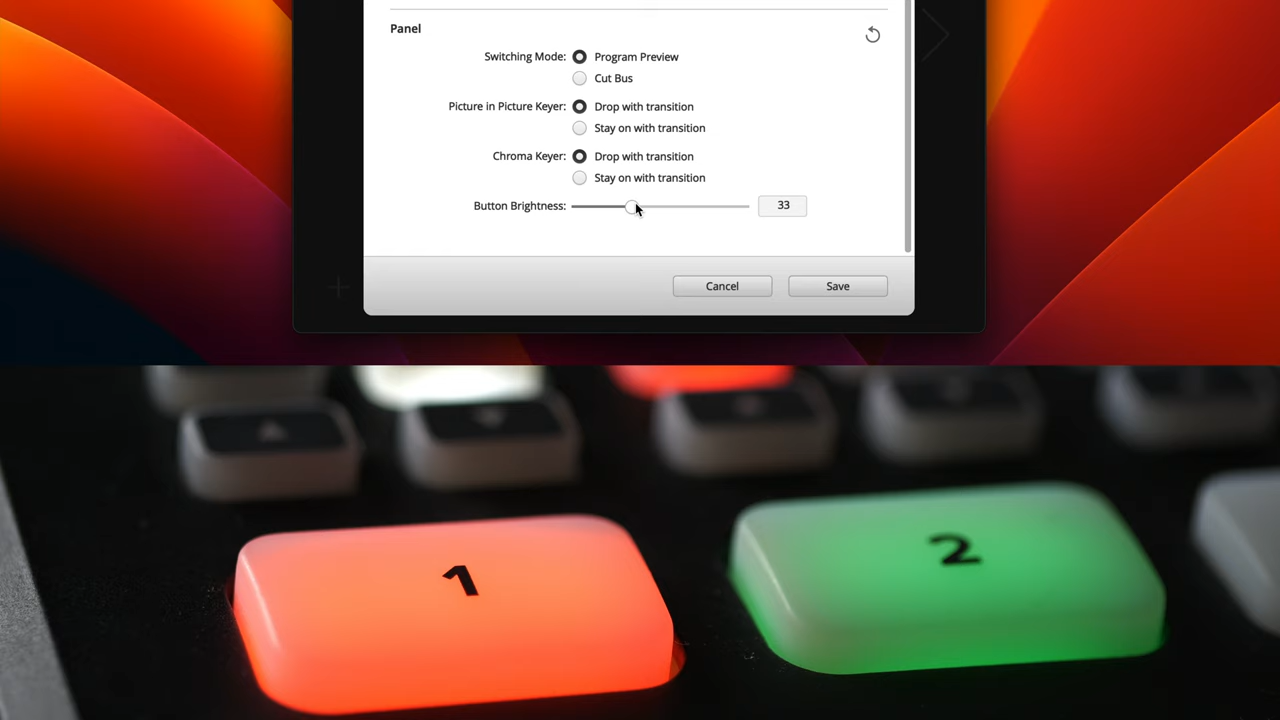 Panel
Switching Mode: Program Preview
Cut Bus
Picture in Picture Keyer: Drop with transition
Stay on with transition
Chroma Keyer: Drop with transition
Stay on with transition
Button Brightness: 33
Cancel Save
1 2